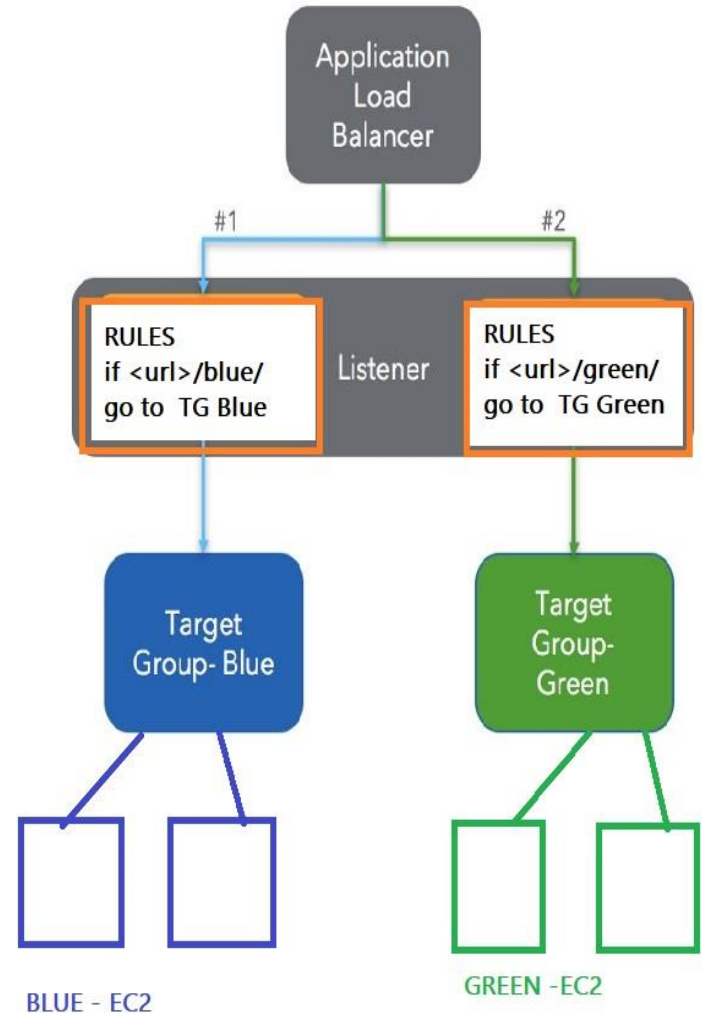 Application
Load
Balancer
#1
#2
RULES
if <url>/blue/
go to TG Blue
Listener
RULES
if <url>/green/
go to TG Green
Target
Group- Blue
Target
Group-
Green
BLUE - EC2
GREEN -EC2